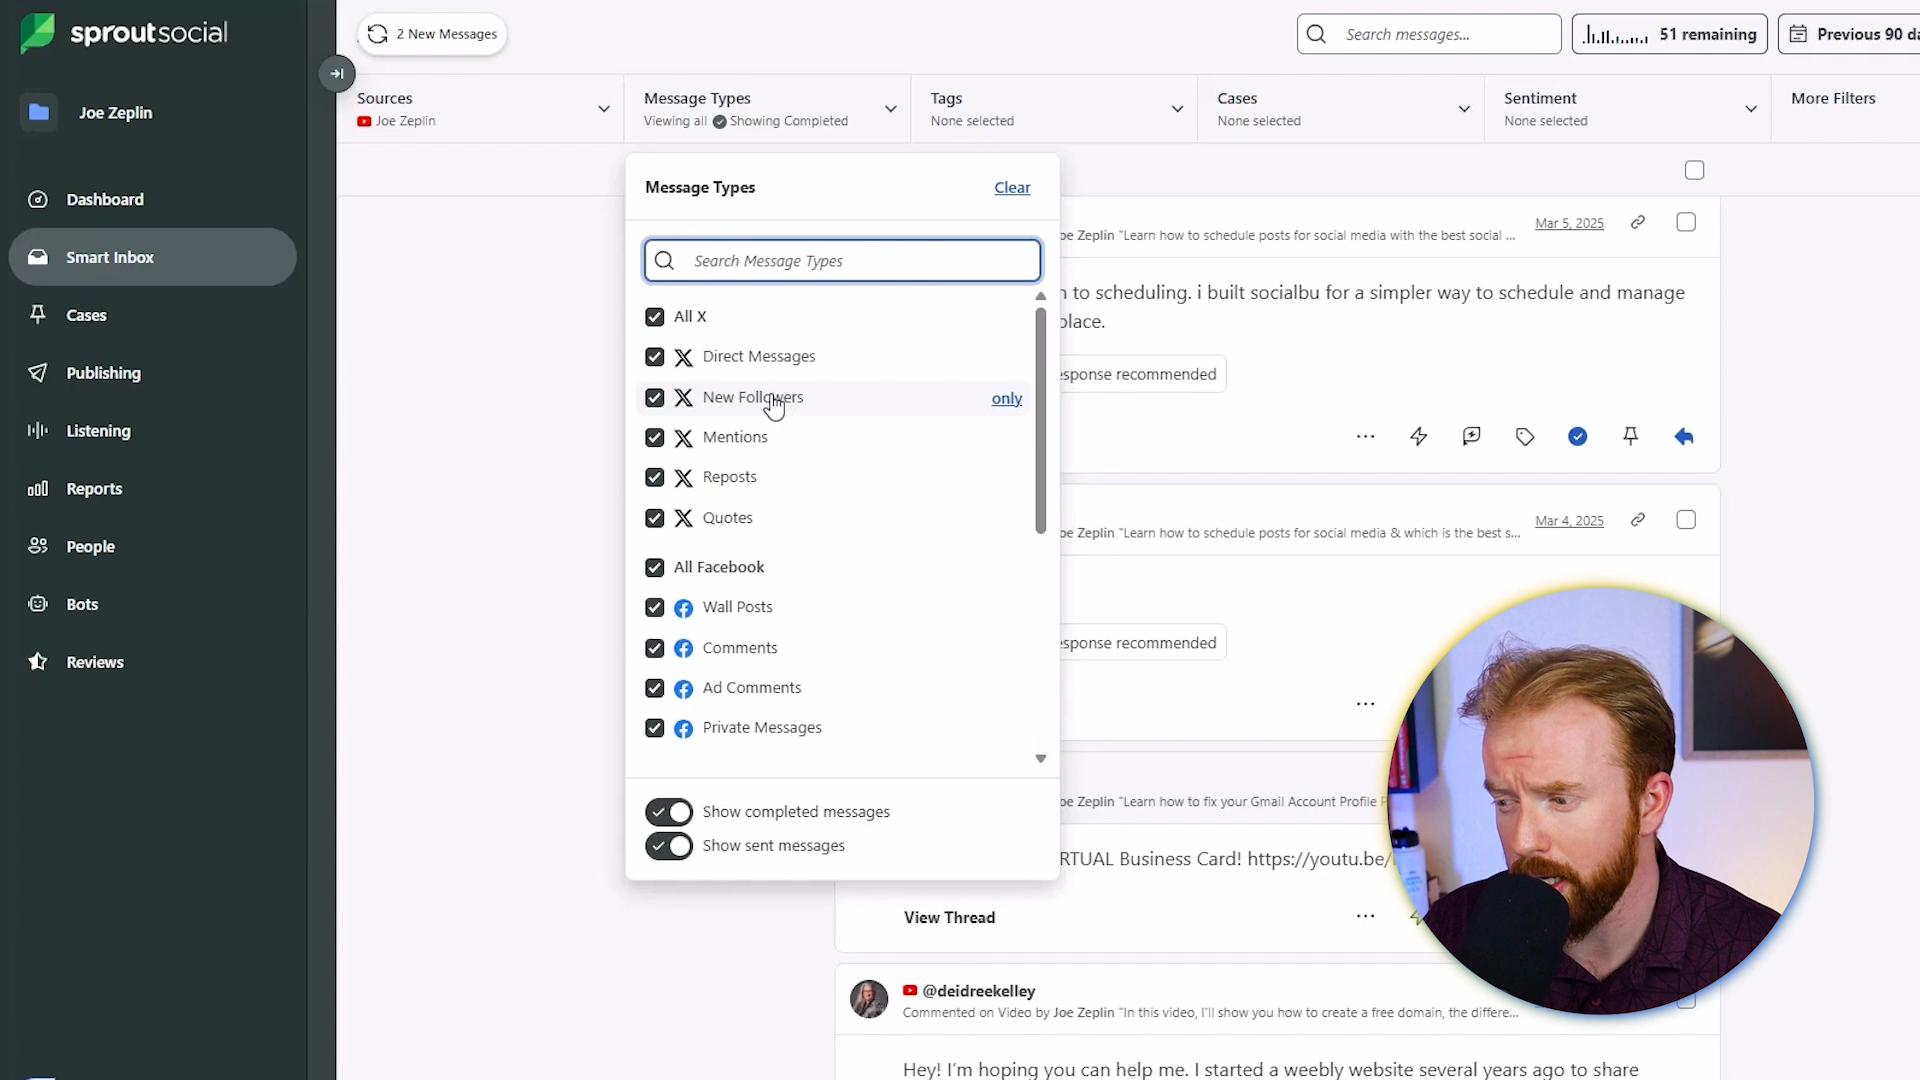 sproutsocial
2 New Messages
Search messages...
51 remaining
Previous 90 da
Joe Zeplin
Sources
Joe Zeplin
Message Types
Viewing all Showing Completed
Tags
None selected
Cases
None selected
Sentiment
None selected
More Filters
Dashboard
Smart Inbox
Cases
Publishing
Listening
Reports
People
Bots
Reviews
Message Types
Clear
Search Message Types
All X
Direct Messages
New Followers
only
Mentions
Reposts
Quotes
All Facebook
Wall Posts
Comments
Ad Comments
Private Messages
Show completed messages
Show sent messages
oe Zeplin "Learn how to schedule posts for social media with the best social ...
Mar 5, 2025
n to scheduling. i built socialbu for a simpler way to schedule and manage
place.
esponse recommended
oe Zeplin "Learn how to schedule posts for social media & which is the best s...
Mar 4, 2025
esponse recommended
oe Zeplin "Learn how to fix your Gmail Account Profile P
RTUAL Business Card! https://youtu.be/
View Thread
@deidreekelley
Commented on Video by Joe Zeplin "In this video, I'll show you how to create a free domain, the differe...
Hey! I'm hoping you can help me. I started a weebly website several years ago to share